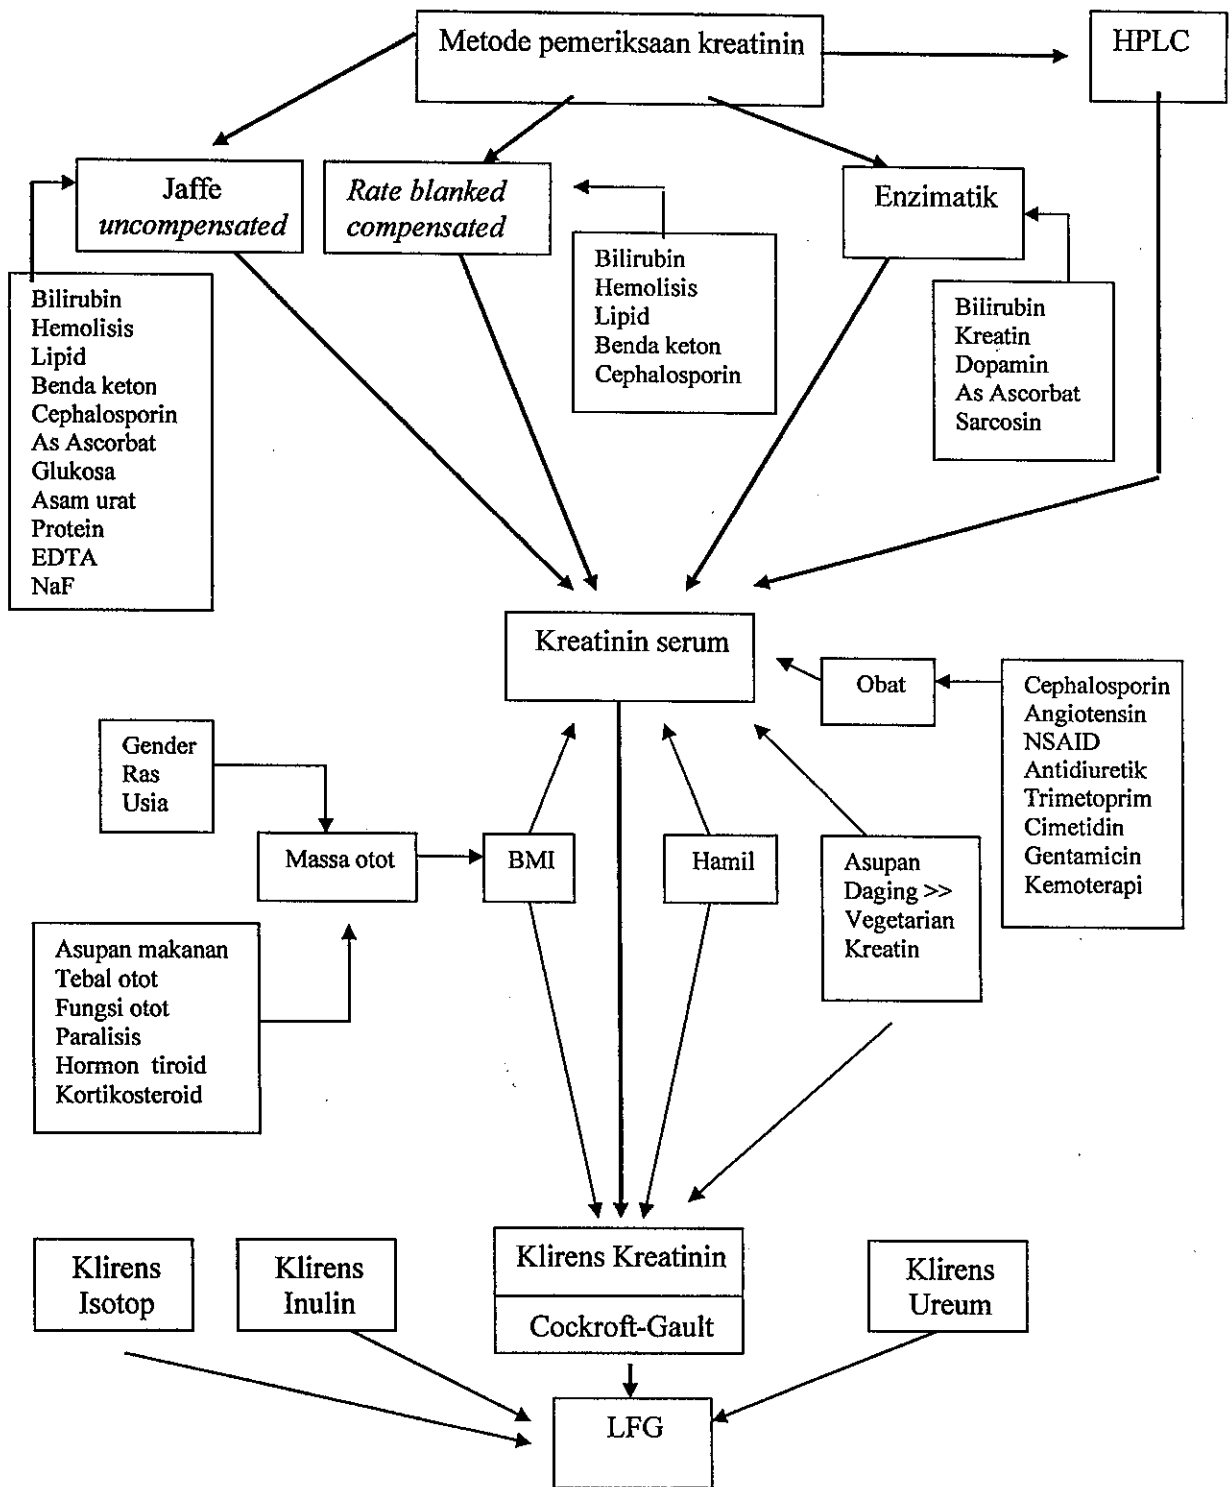 Metode pemeriksaan kreatinin
HPLC
Jaffe
uncompensated
Rate blanked
compensated
Enzimatik
Bilirubin
Hemolisis
Lipid
Benda keton
Cephalosporin
As Ascorbat
Glukosa
Asam urat
Protein
EDTA
NaF
Bilirubin
Hemolisis
Lipid
Benda keton
Cephalosporin
Bilirubin
Kreatin
Dopamin
As Ascorbat
Sarcosin
Kreatinin serum
Obat
Cephalosporin
Angiotensin
NSAID
Antidiuretik
Trimetoprim
Cimetidin
Gentamicin
Kemoterapi
Gender
Ras
Usia
Massa otot
BMI
Hamil
Asupan
Daging >>
Vegetarian
Kreatin
Asupan makanan
Tebal otot
Fungsi otot
Paralisis
Hormon tiroid
Kortikosteroid
Klirens
Isotop
Klirens
Inulin
Klirens Kreatinin
Cockroft-Gault
Klirens
Ureum
LFG